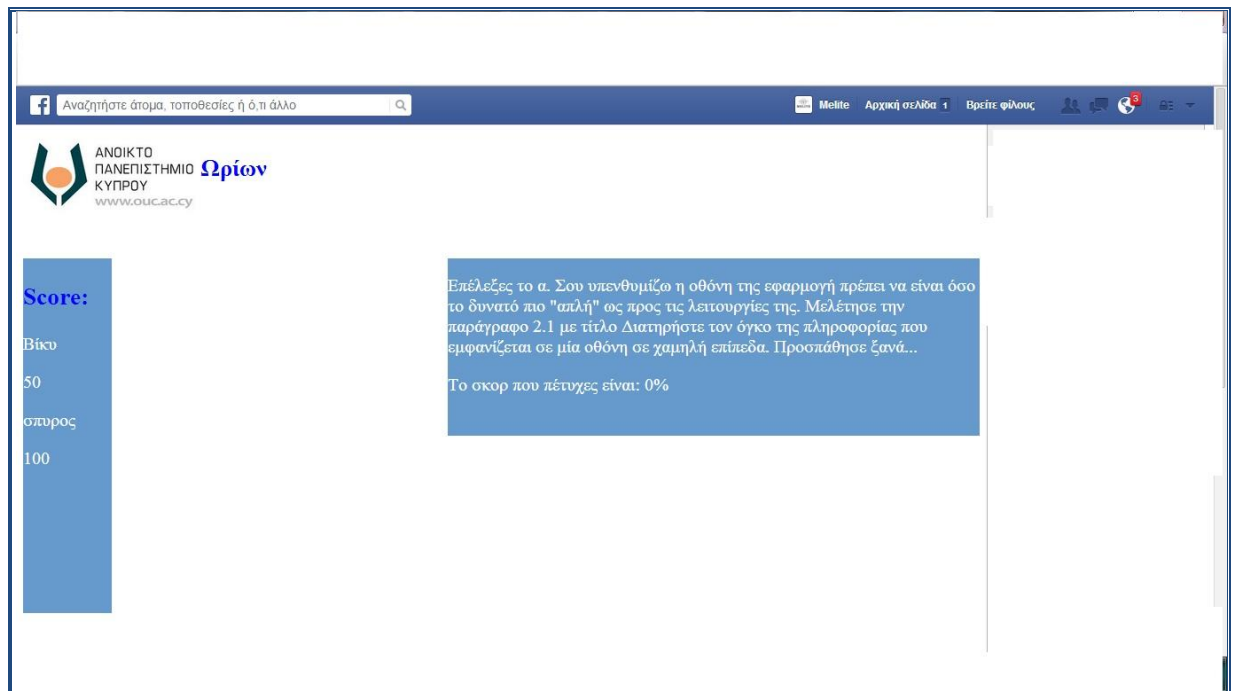 Αναζητήστε άτομα, τοποθεσίες ή ό,τι άλλο
Melite Αρχική σελίδα 1 Βρείτε φίλους 3
ΑΝΟΙΚΤΟ
ΠΑΝΕΠΙΣΤΗΜΙΟ
ΚΥΠΡΟΥ
www.ouc.ac.cy
Ωρίων
Score:
Βίκυ
50
σπυρος
100
Επέλεξες το α. Σου υπενθυμίζω η οθόνη της εφαρμογή πρέπει να είναι όσο
το δυνατό πιο "απλή" ως προς τις λειτουργίες της. Μελέτησε την
παράγραφο 2.1 με τίτλο Διατηρήστε τον όγκο της πληροφορίας που
εμφανίζεται σε μία οθόνη σε χαμηλή επίπεδα. Προσπάθησε ξανά...
Το σκορ που πέτυχες είναι: 0%